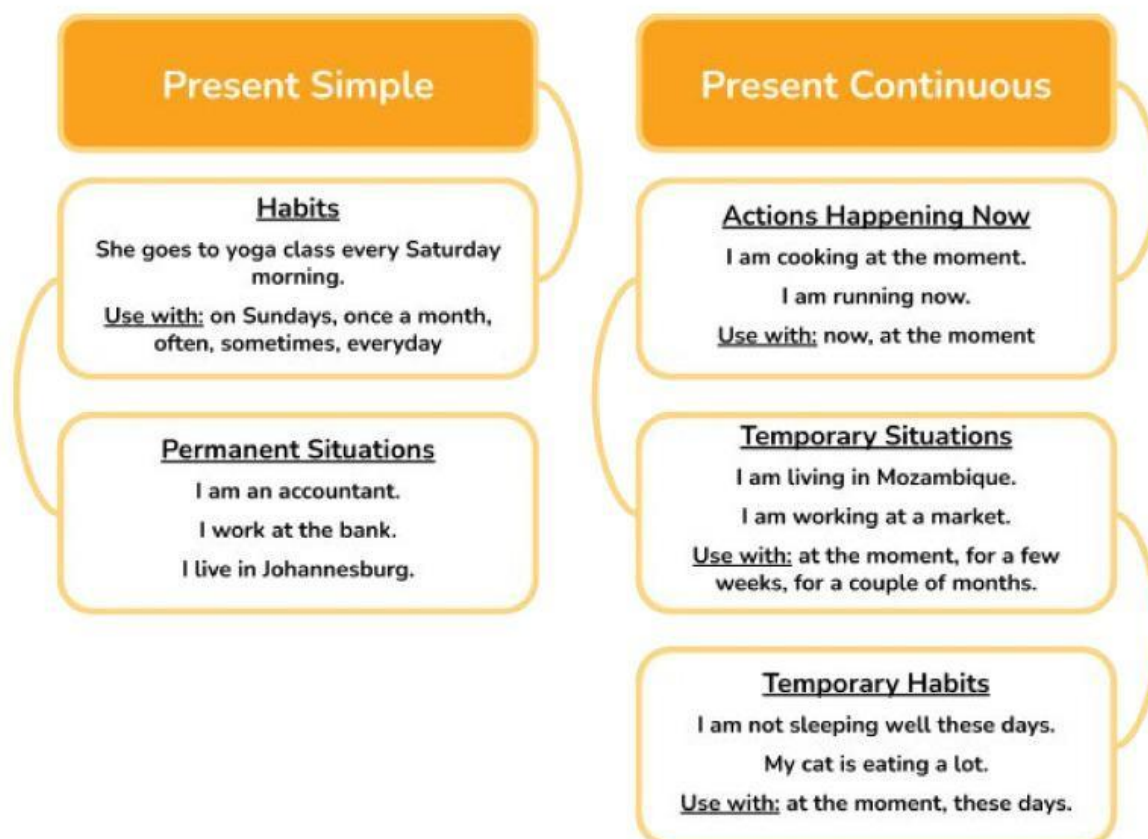 Present Simple
Habits
She goes to yoga class every Saturday
morning.
Use with: on Sundays, once a month,
often, sometimes, everyday
Permanent Situations
I am an accountant.
I work at the bank.
I live in Johannesburg.
Present Continuous
Actions Happening Now
I am cooking at the moment.
I am running now.
Use with: now, at the moment
Temporary Situations
I am living in Mozambique.
I am working at a market.
Use with: at the moment, for a few
weeks, for a couple of months.
Temporary Habits
I am not sleeping well these days.
My cat is eating a lot.
Use with: at the moment, these days.